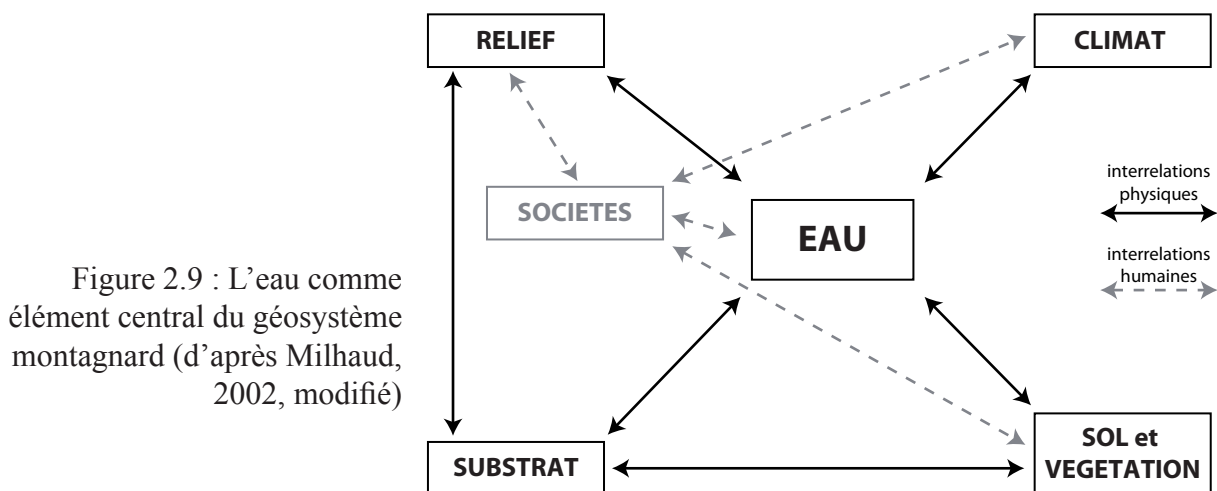 RELIEF
CLIMAT
interrelations
physiques
SOCIETES
EAU
interrelations
humaines
Figure 2.9 : L’eau comme
élément central du géosystème
montagnard (d’après Milhaud,
2002, modifié)
SUBSTRAT
SOL et
VEGETATION